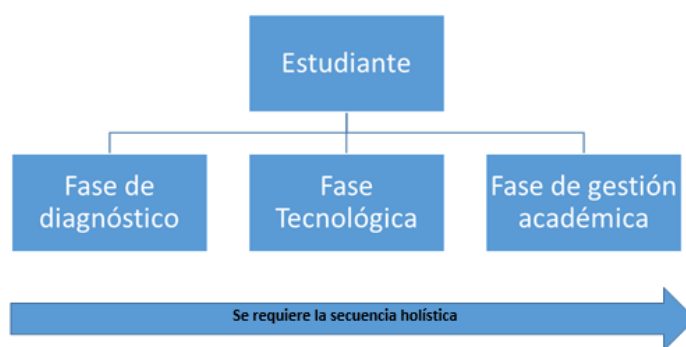 Estudiante
Fase de
diagnóstico
Fase
Tecnológica
Fase de gestión
académica
Se requiere la secuencia holística